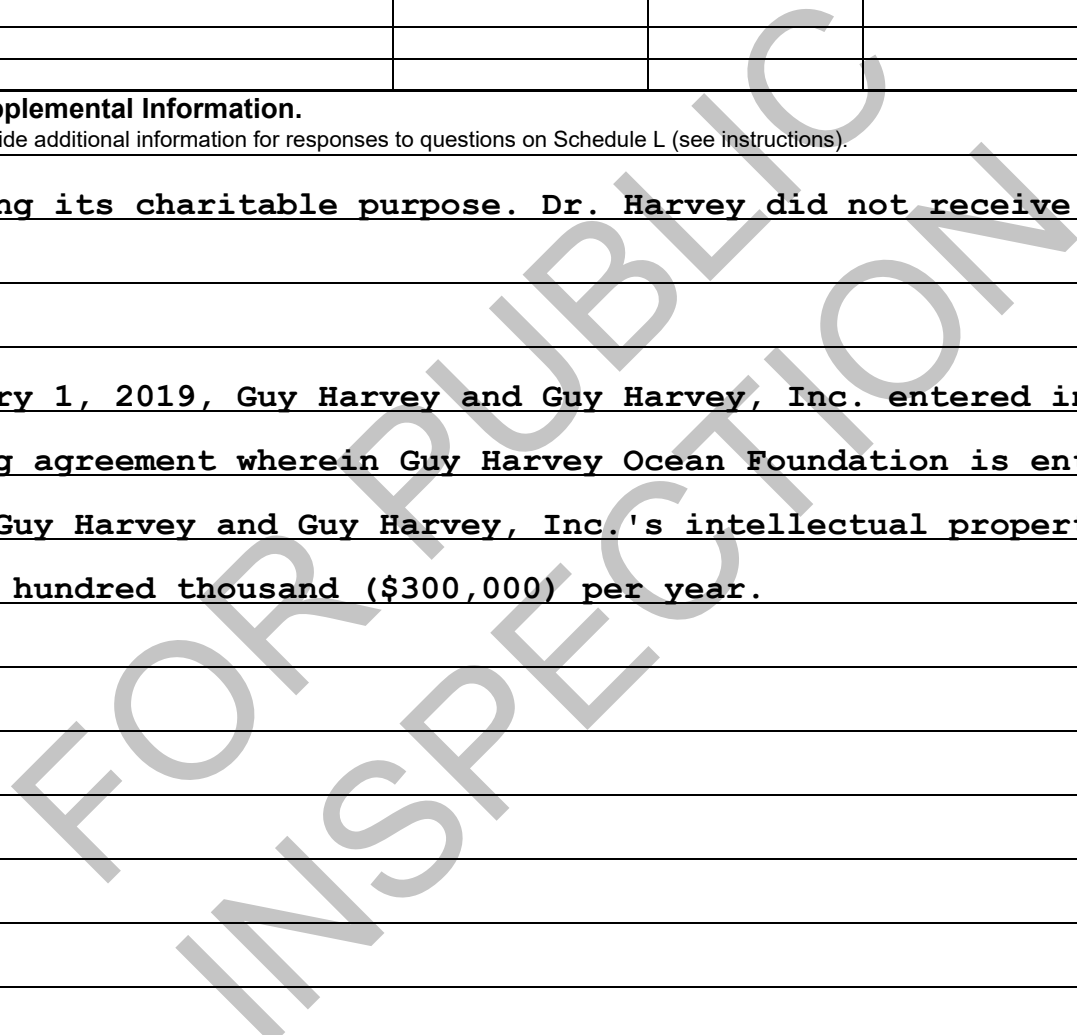 pplemental Information.
ide additional information for responses to questions on Schedule L (see instructions).
ng its charitable purpose. Dr. Harvey did not receive
ry 1, 2019, Guy Harvey and Guy Harvey, Inc. entered in
g agreement wherein Guy Harvey Ocean Foundation is ent
Guy Harvey and Guy Harvey, Inc.'s intellectual propert
hundred thousand ($300,000) per year.
FOR PUBLIC
INSPECTION